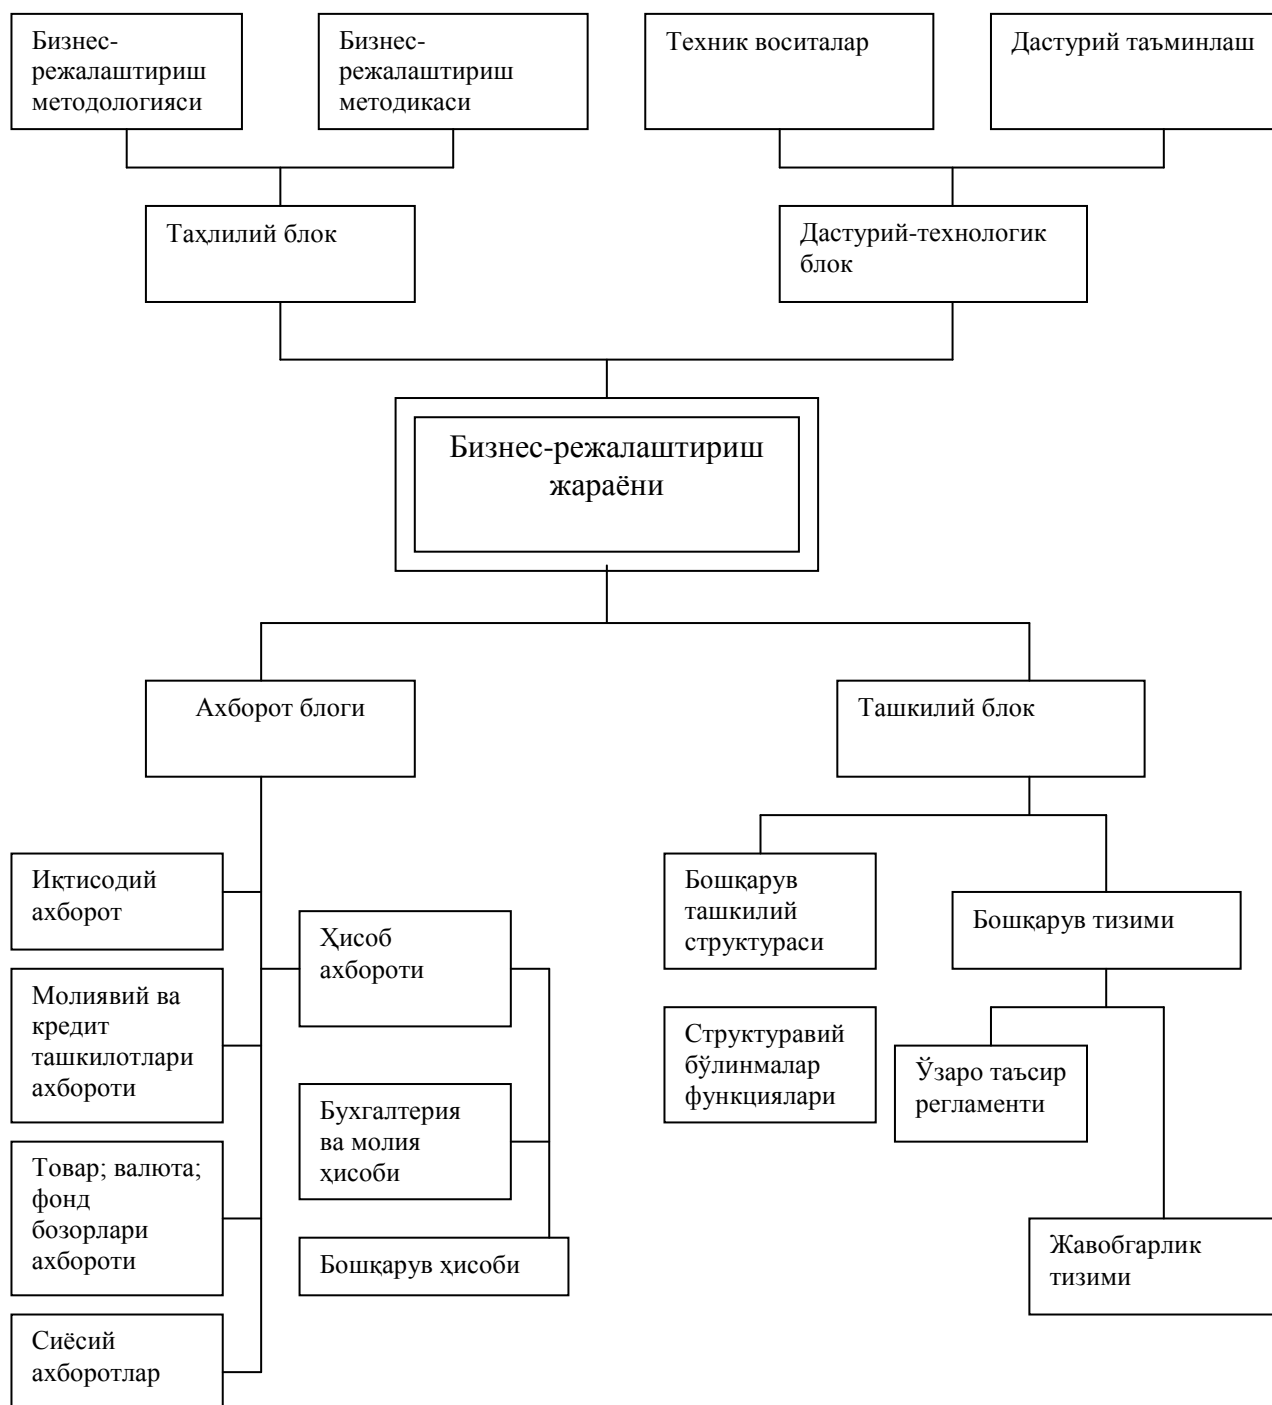 Бизнес-
режалаштириш
методологияси
Бизнес-
режалаштириш
методикаси
Техник воситалар
Дастурий таъминлаш
Таҳлилий блок
Дастурий-технологик
блок
Бизнес-режалаштириш
жараёни
Ахборот блоги
Ташкилий блок
Иқтисодий
ахборот
Ҳисоб
ахбороти
Молиявий ва
кредит
ташкилотлари
ахбороти
Бухгалтерия
ва молия
ҳисоби
Товар; валюта;
фонд
бозорлари
ахбороти
Бошқарув ҳисоби
Сиёсий
ахборотлар
Бошқарув
ташкилий
структураси
Бошқарув тизими
Структуравий
бўлинмалар
функциялари
Ўзаро таъсир
регламенти
Жавобгарлик
тизими